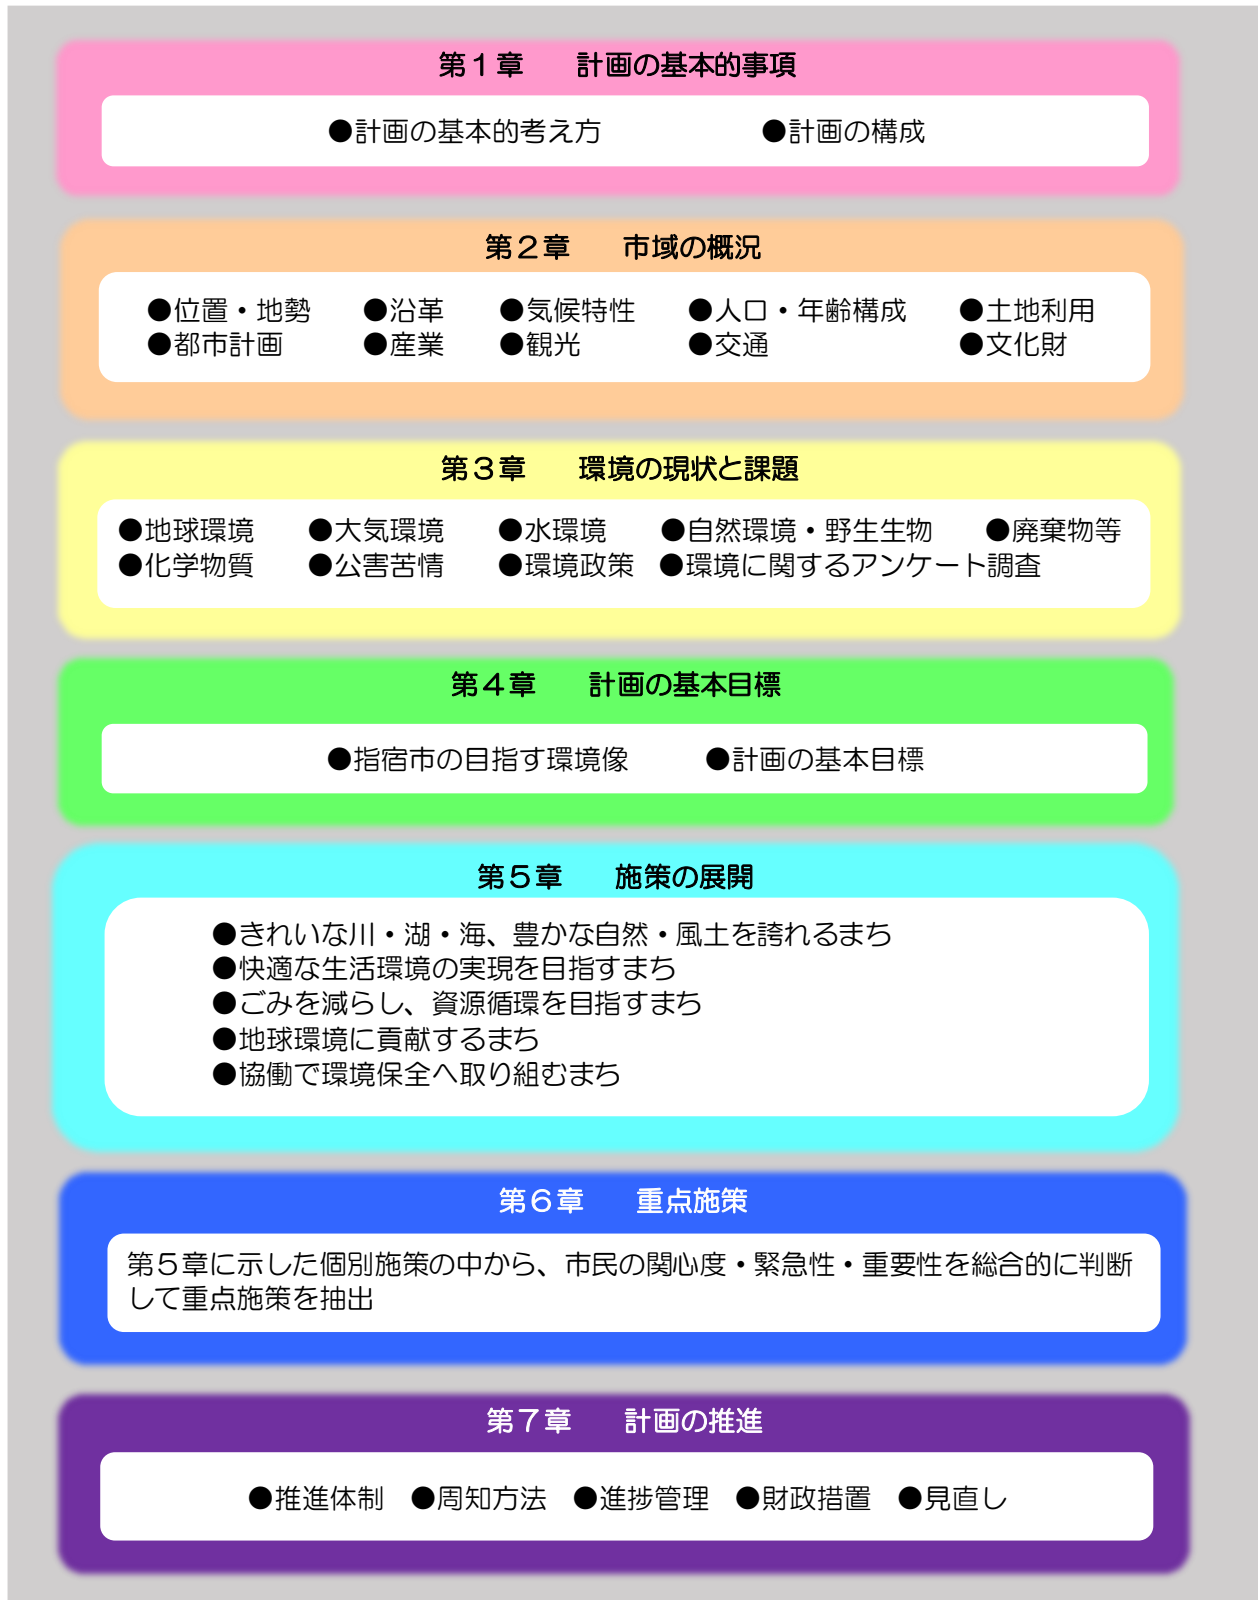 第１章　計画の基本的事項
●計画の基本的考え方　●計画の構成
第２章　市域の概況
●位置・地勢　●沿革　●気候特性　●人口・年齢構成　●土地利用
●都市計画　●産業　●観光　●交通　●文化財
第３章　環境の現状と課題
●地球環境　●大気環境　●水環境　●自然環境・野生生物　●廃棄物等
●化学物質　●公害苦情　●環境政策　●環境に関するアンケート調査
第４章　計画の基本目標
●指宿市の目指す環境像　●計画の基本目標
第５章　施策の展開
●きれいな川・湖・海、豊かな自然・風土を誇れるまち
●快適な生活環境の実現を目指すまち
●ごみを減らし、資源循環を目指すまち
●地球環境に貢献するまち
●協働で環境保全へ取り組むまち
第６章　重点施策
第５章に示した個別施策の中から、市民の関心度・緊急性・重要性を総合的に判断
して重点施策を抽出
第７章　計画の推進
●推進体制　●周知方法　●進捗管理　●財政措置　●見直し